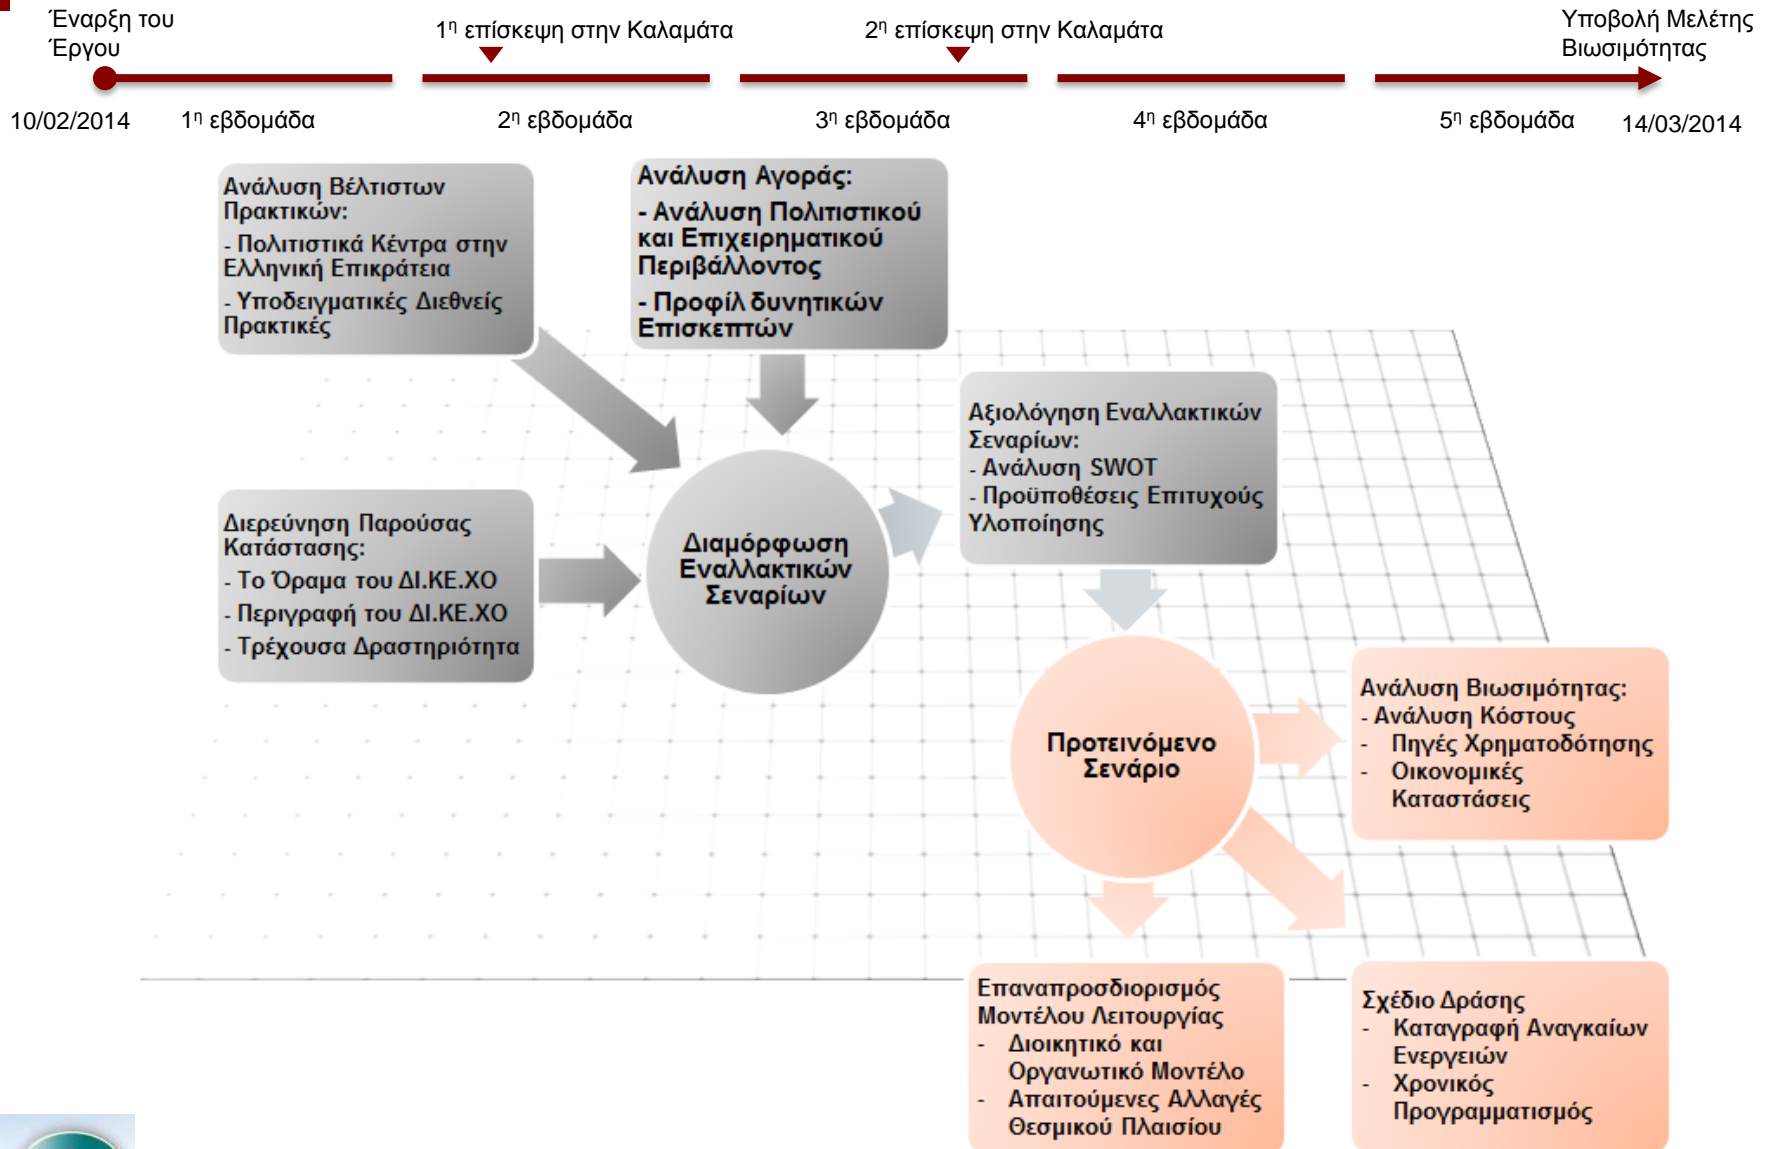 Έναρξη του
Έργου
1η επίσκεψη στην Καλαμάτα
2η επίσκεψη στην Καλαμάτα
Υποβολή Μελέτης
Βιωσιμότητας
10/02/2014
1η εβδομάδα
2η εβδομάδα
3η εβδομάδα
4η εβδομάδα
5η εβδομάδα
14/03/2014
Ανάλυση Βέλτιστων
Πρακτικών:
- Πολιτιστικά Κέντρα στην
Ελληνική Επικράτεια
- Υποδειγματικές Διεθνείς
Πρακτικές
Ανάλυση Αγοράς:
- Ανάλυση Πολιτιστικού
και Επιχειρηματικού
Περιβάλλοντος
- Προφίλ δυνητικών
Επισκεπτών
Διερεύνηση Παρούσας
Κατάστασης:
- Το Όραμα του ΔΙ.ΚΕ.ΧΟ
- Περιγραφή του ΔΙ.ΚΕ.ΧΟ
- Τρέχουσα Δραστηριότητα
Διαμόρφωση
Εναλλακτικών
Σεναρίων
Αξιολόγηση Εναλλακτικών
Σεναρίων:
- Ανάλυση SWOT
- Προϋποθέσεις Επιτυχούς
Υλοποίησης
Προτεινόμενο
Σενάριο
Ανάλυση Βιωσιμότητας:
- Ανάλυση Κόστους
- Πηγές Χρηματοδότησης
- Οικονομικές
Καταστάσεις
Επαναπροσδιορισμός
Μοντέλου Λειτουργίας
- Διοικητικό και
Οργανωτικό Μοντέλο
- Απαιτούμενες Αλλαγές
Θεσμικού Πλαισίου
Σχέδιο Δράσης
- Καταγραφή Αναγκαίων
Ενεργειών
- Χρονικός
Προγραμματισμός